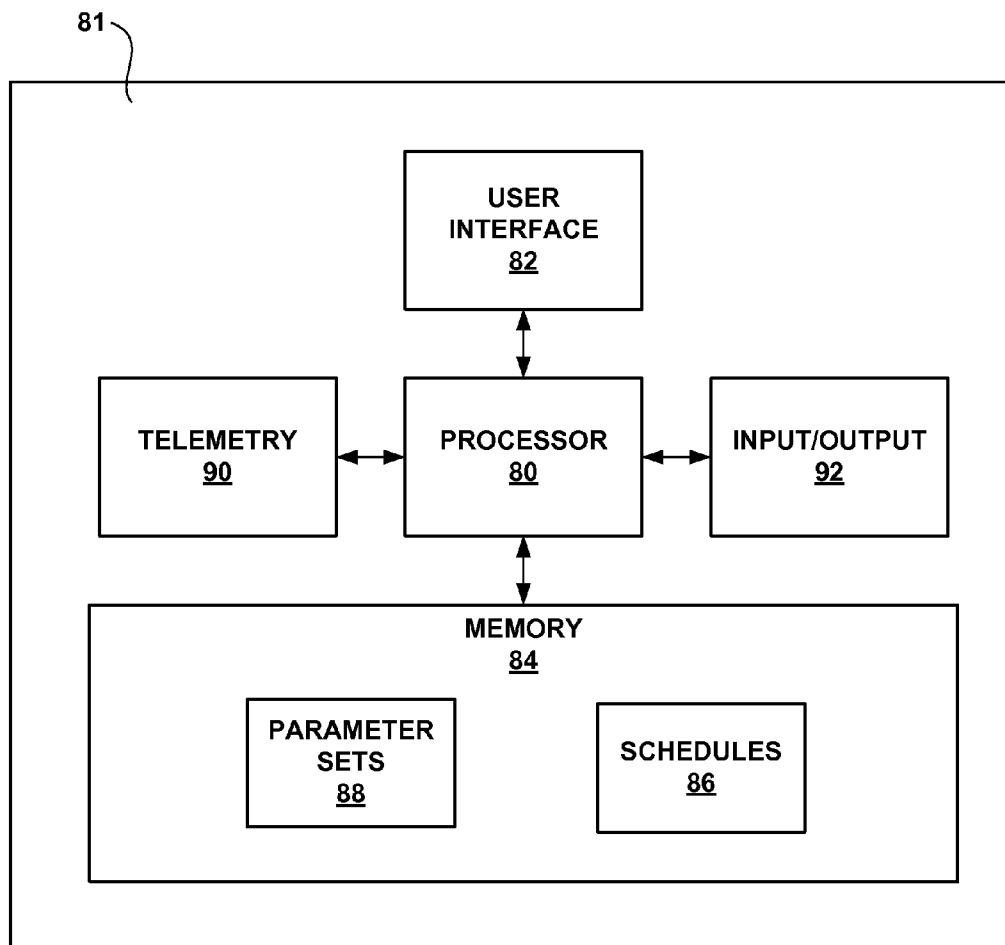 81
USER
INTERFACE
82
TELEMETRY
90
PROCESSOR
80
INPUT/OUTPUT
92
MEMORY
84
PARAMETER
SETS
88
SCHEDULES
86